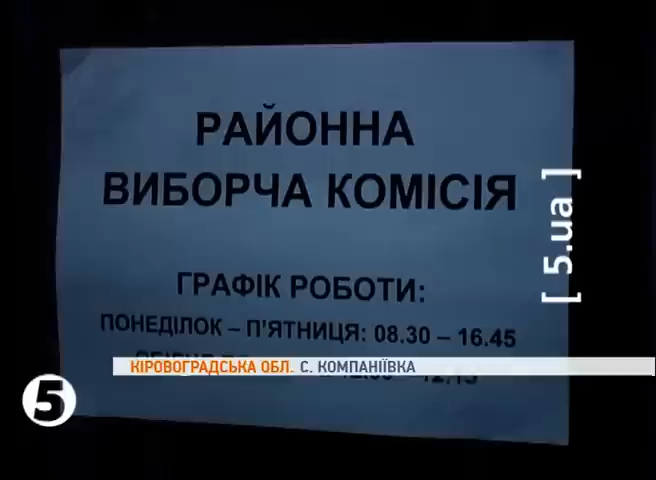 РАЙОННА
ВИБОРЧА КОМІСІЯ
[ 5.ua ]
ГРАФІК РОБОТИ:
ПОНЕДІЛОК – П'ЯТНИЦЯ: 08.30 – 16.45
КІРОВОГРАДСЬКА ОБЛ. С. КОМПАНІЇВКА
5